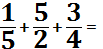 1/5 + 5/2 + 3/4 =